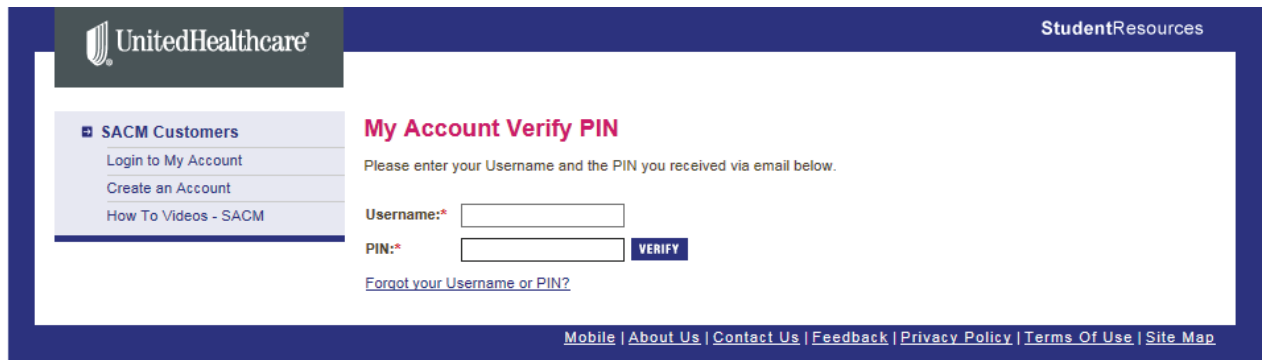 UnitedHealthcare®
StudentResources
SACM Customers
Login to My Account
Create an Account
How To Videos - SACM
My Account Verify PIN
Please enter your Username and the PIN you received via email below.
Username:*
PIN:*
VERIFY
Forgot your Username or PIN?
Mobile | About Us | Contact Us | Feedback | Privacy Policy | Terms Of Use | Site Map